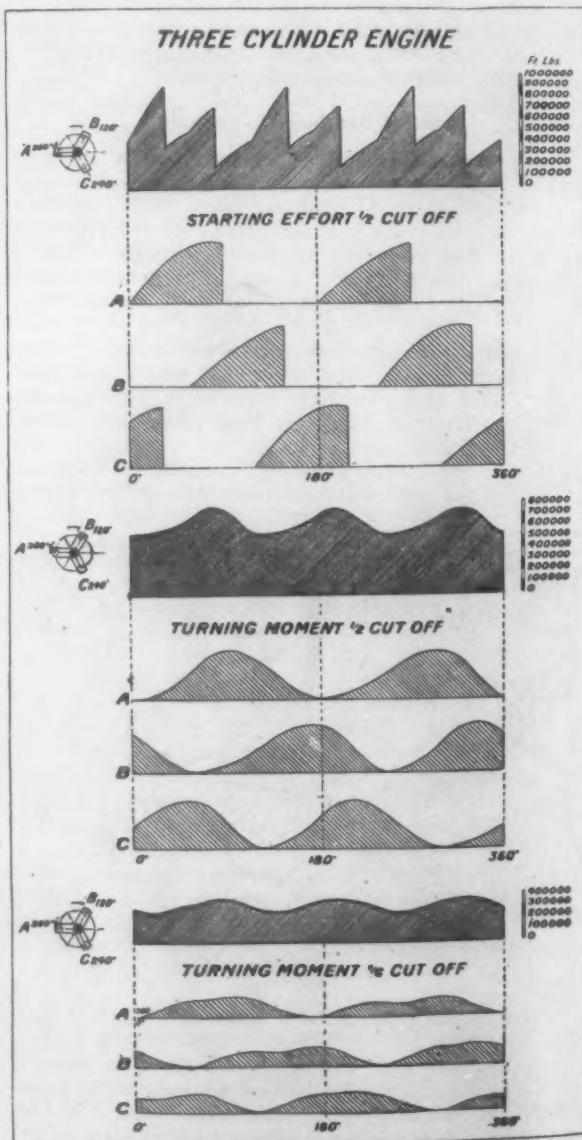 THREE CYLINDER ENGINE
Ft. Lbs.
1000000
900000
800000
700000
600000
500000
400000
300000
200000
100000
0
B 120°
A 360°
C 240°
STARTING EFFORT 1/2 CUT OFF
A
B
C
0° 180° 360°
800000
700000
600000
500000
400000
300000
200000
100000
0
B 120°
A 360°
C 240°
TURNING MOMENT 1/2 CUT OFF"
A
B
C
0° 180° 360°
400000
300000
200000
100000
0
B 120°
A 360°
C 240°
TURNING MOMENT CUT OFF
A
B
C
0° 180° 360°